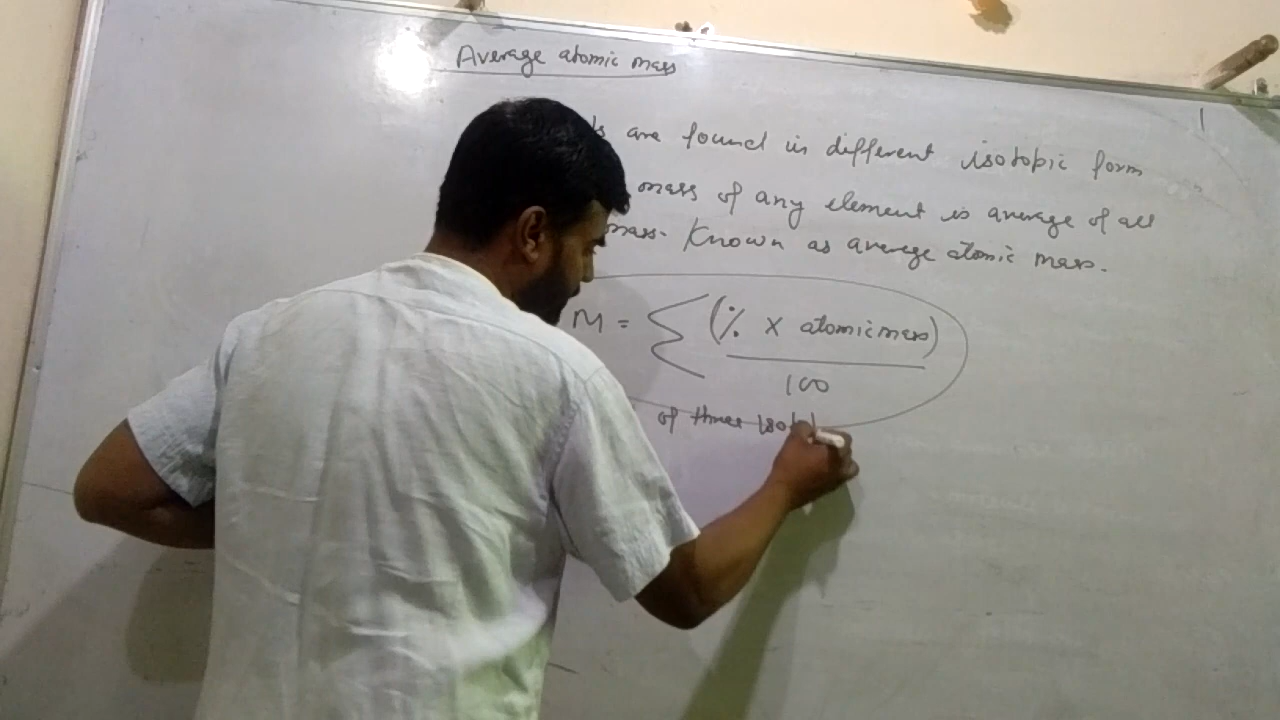 Average atomic mass
1
are found in different isotopic form
mass of any element is average of all
mass. Known as average atomic mass.
M = Σ (% x atomic mass)
100
of three